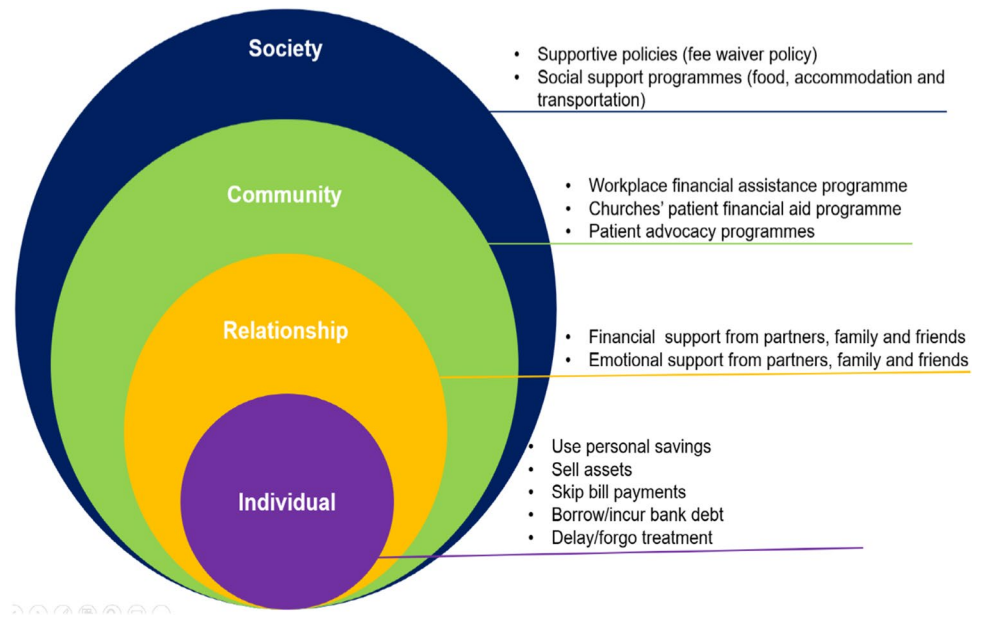 Society
• Supportive policies (fee waiver policy)
• Social support programmes (food, accommodation and
transportation)
Community
• Workplace financial assistance programme
• Churches’ patient financial aid programme
• Patient advocacy programmes
Relationship
• Financial support from partners, family and friends
• Emotional support from partners, family and friends
Individual
• Use personal savings
• Sell assets
• Skip bill payments
• Borrow/incur bank debt
• Delay/forgo treatment